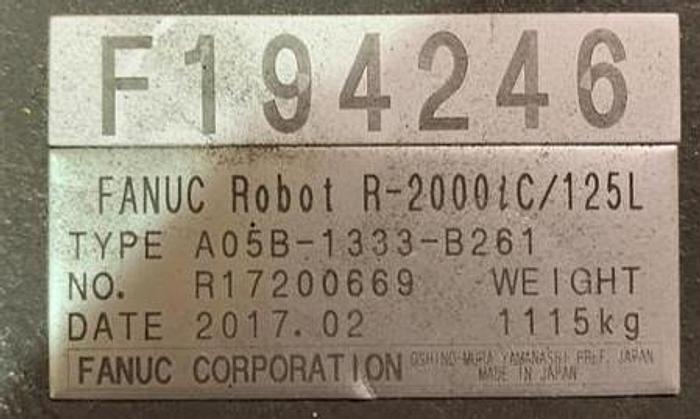 F194246
FANUC Robot R-2000iC/125L
TYPE A05B-1333-B261
NO. R17200669 WEIGHT
DATE 2017.02 1115kg
FANUC CORPORATION OSHINO-MURA YAMANASHI PREF. JAPAN
MADE IN JAPAN